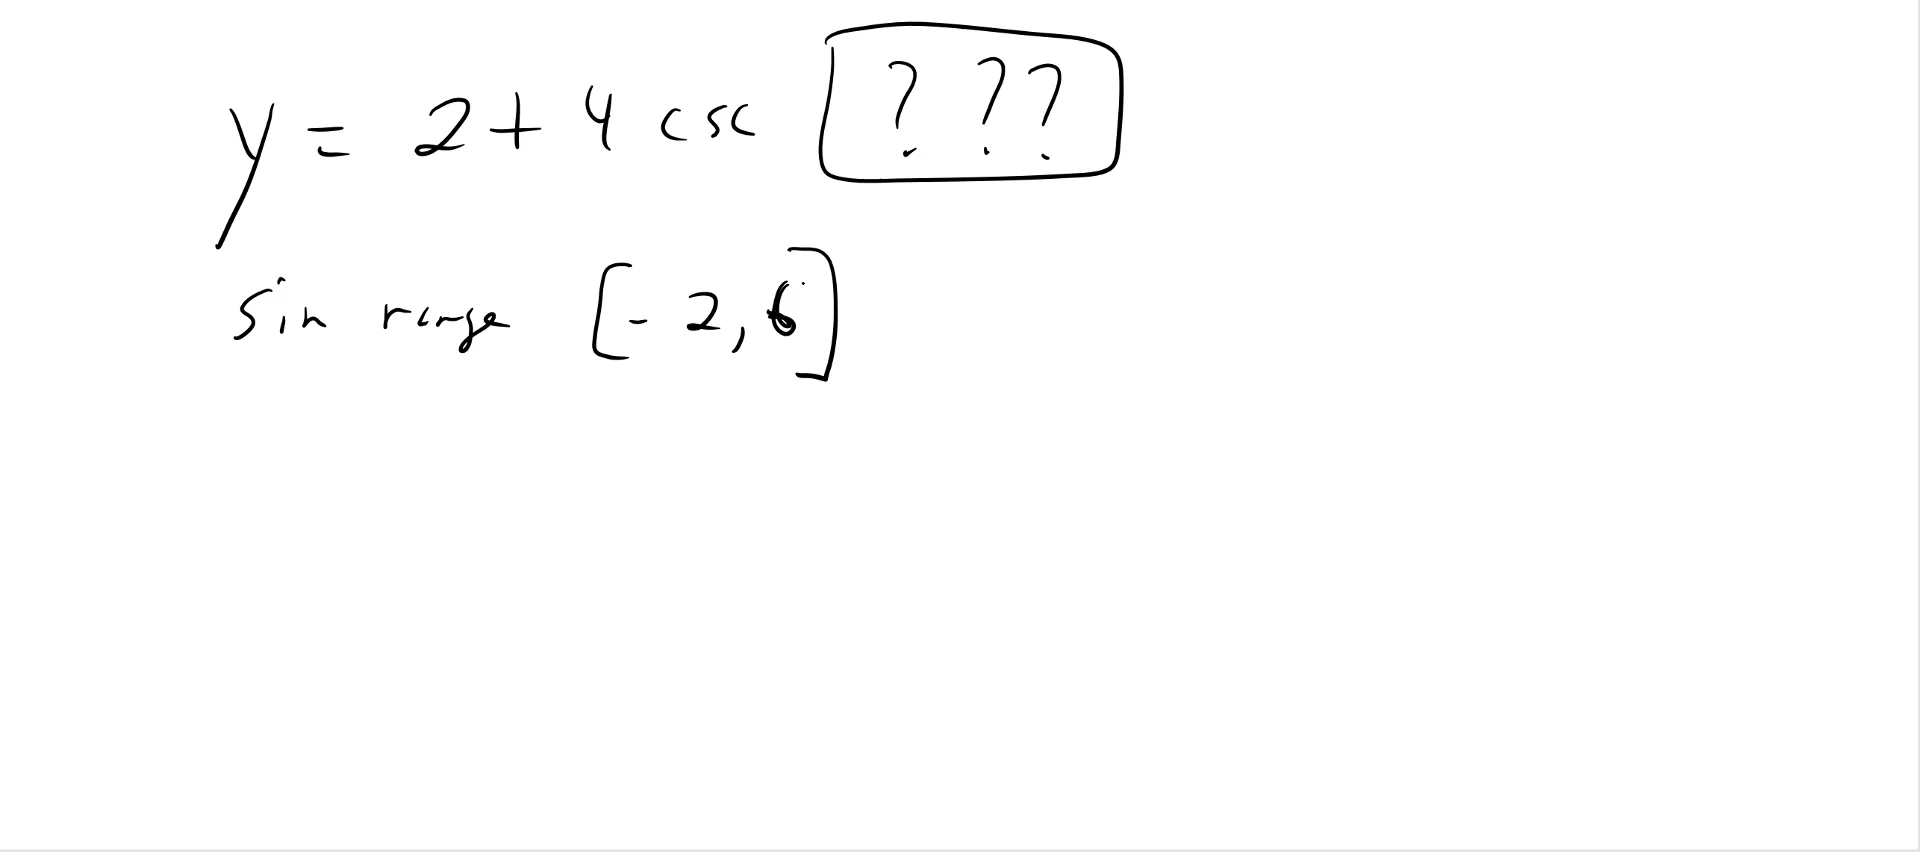 y = 2 + 4 csc ? ? ?
sin range [- 2, 6]